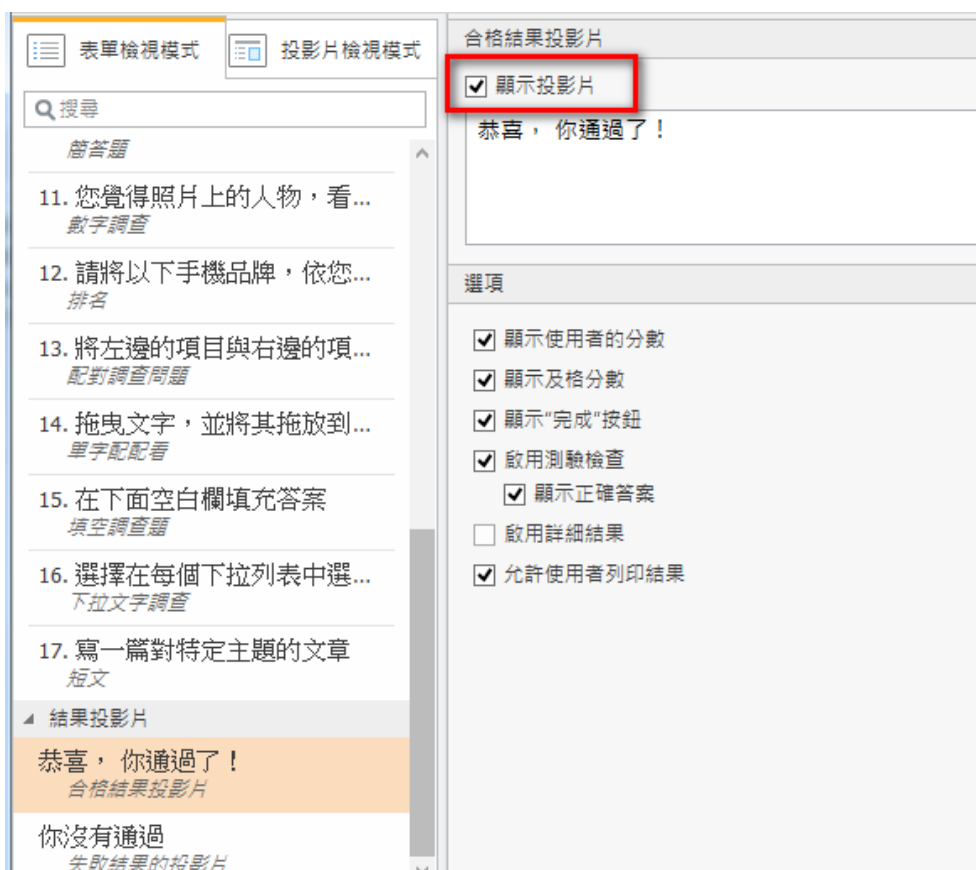 表單檢視模式
投影片檢視模式
搜尋
簡答題
11. 您覺得照片上的人物，看...
數字調查
12. 請將以下手機品牌，依您...
排名
13. 將左邊的項目與右邊的項...
配對調查問題
14. 拖曳文字，並將其拖放到...
單字配配看
15. 在下面空白欄填充答案
填空調查題
16. 選擇在每個下拉列表中選...
下拉文字調查
17. 寫一篇對特定主題的文章
短文
結果投影片
恭喜， 你通過了！
合格結果投影片
你沒有通過
失敗結果的投影片
合格結果投影片
顯示投影片
恭喜， 你通過了！
選項
顯示使用者的分數
顯示及格分數
顯示"完成"按鈕
啟用測驗檢查
顯示正確答案
啟用詳細結果
允許使用者列印結果